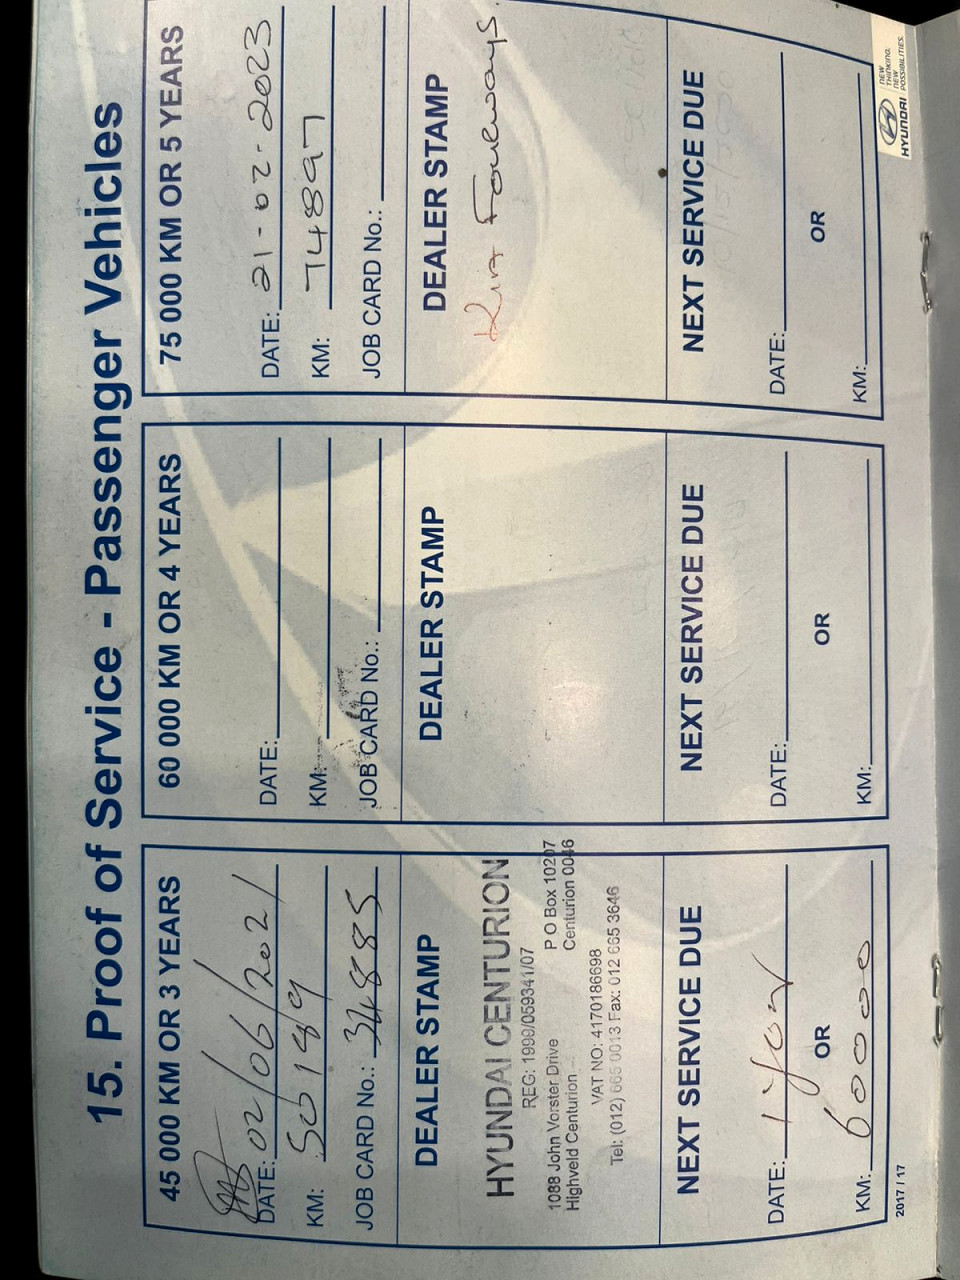 15. Proof of Service - Passenger Vehicles
45 000 KM OR 3 YEARS
DATE: 02/06/2021
KM: 50189
JOB CARD No.: 34885
DEALER STAMP
HYUNDAI CENTURION
REG: 1999/059341/07
1088 John Vorster Drive P O Box 10207
Highveld Centurion Centurion 0046
VAT NO: 4170186698
Tel: (012) 665 0013 Fax: 012 665 3646
NEXT SERVICE DUE
DATE: 1 year
OR
KM: 60000
60 000 KM OR 4 YEARS
DATE:
KM:
JOB CARD No.:
DEALER STAMP
NEXT SERVICE DUE
DATE:
OR
KM:
75 000 KM OR 5 YEARS
DATE: 21-02-2023
KM: 74897
JOB CARD No.:
DEALER STAMP
Kia Fourways.
NEXT SERVICE DUE
DATE:
OR
KM:
2017 / 17
HYUNDAI
NEW
THINKING.
NEW
POSSIBILITIES.